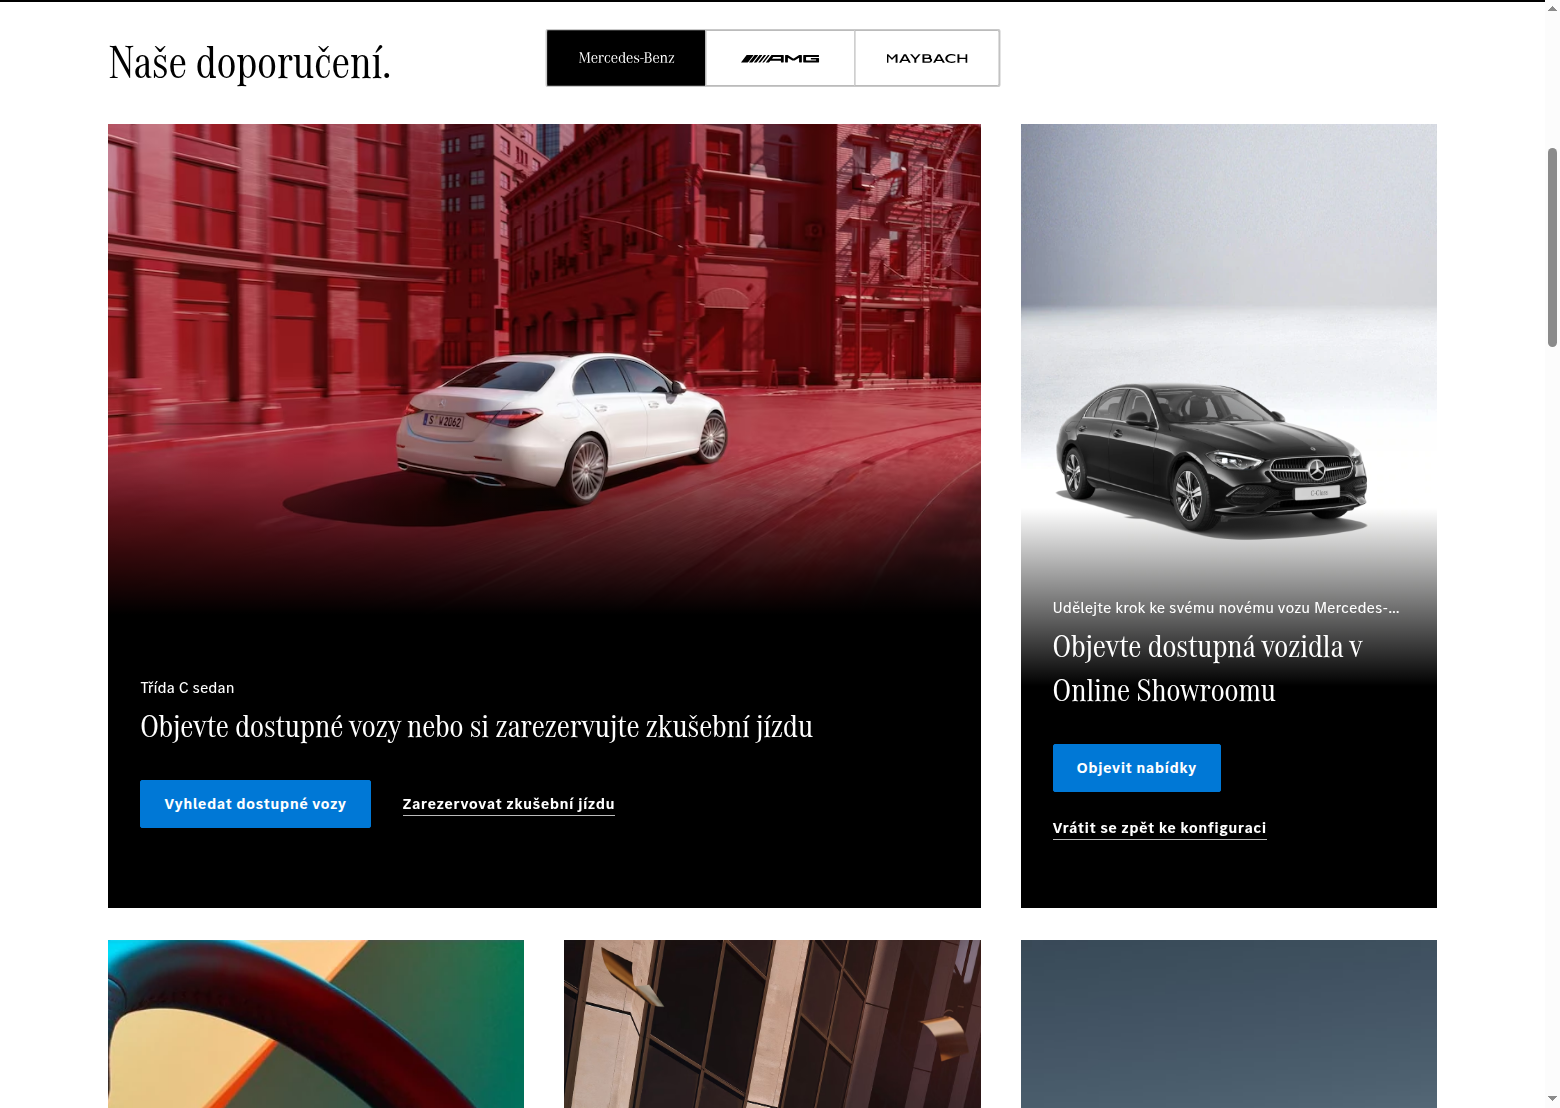 Naše doporučení.
Mercedes-Benz
AMG
MAYBACH
S W 2062
C-Class
Třída C sedan
Objevte dostupné vozy nebo si zarezervujte zkušební jízdu
Vyhledat dostupné vozy
Zarezervovat zkušební jízdu
Udělejte krok ke svému novému vozu Mercedes-...
Objevte dostupná vozidla v
Online Showroomu
Objevit nabídky
Vrátit se zpět ke konfiguraci